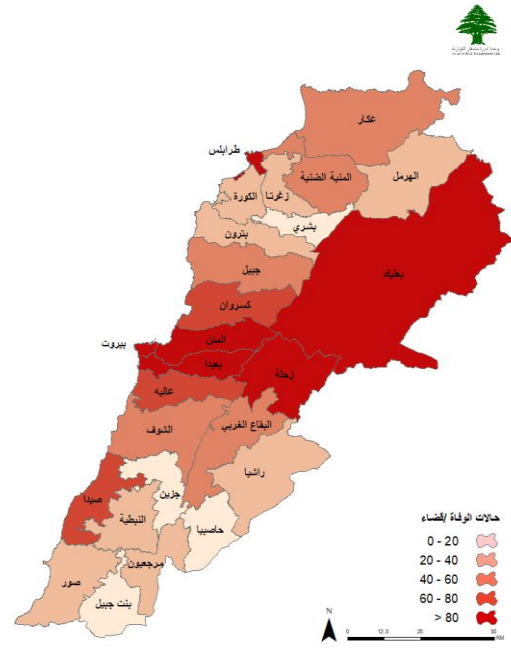 عكار
طرابلس
المنية الضنية
الهرمل
زغرتا
الكورة
بشري
بترون
جبيل
بعلبك
كسروان
المتن
بيروت
بعبدا
زحلة
عاليه
الشوف
البقاع الغربي
راشيا
صيدا
جزين
النبطية
حاصبيا
مرجعيون
صور
بنت جبيل
حالات الوفاة /قضاء
0 - 20
20 - 40
40 - 60
60 - 80
> 80
N
0 12.5 25 50
KM